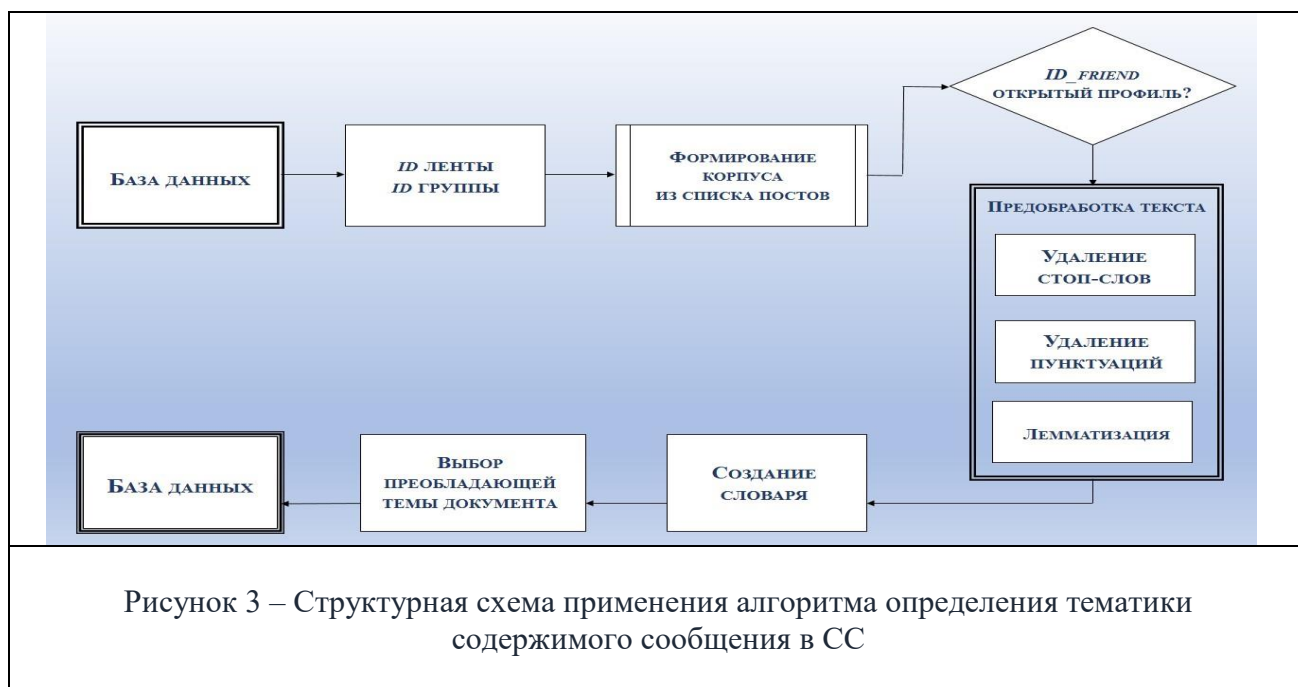 База данных
ID ленты
ID группы
Формирование
корпуса
из списка постов
ID_FRIEND
открытый профиль?
Предобработка текста
Удаление
стоп-слов
Удаление
пунктуаций
Лемматизация
Создание
словаря
Выбор
преобладающей
темы документа
База данных
Рисунок 3 – Структурная схема применения алгоритма определения тематики
содержимого сообщения в СС